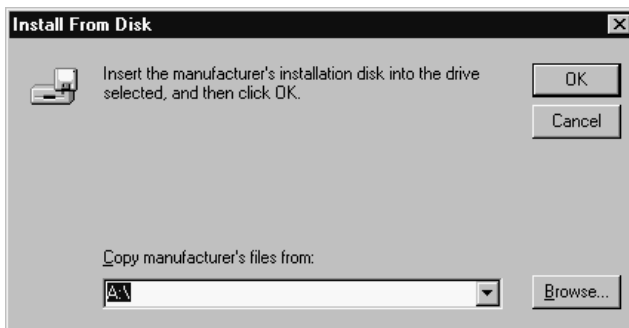 Install From Disk
Insert the manufacturer's installation disk into the drive
selected, and then click OK.
OK
Cancel
Copy manufacturer's files from:
A:\
Browse...